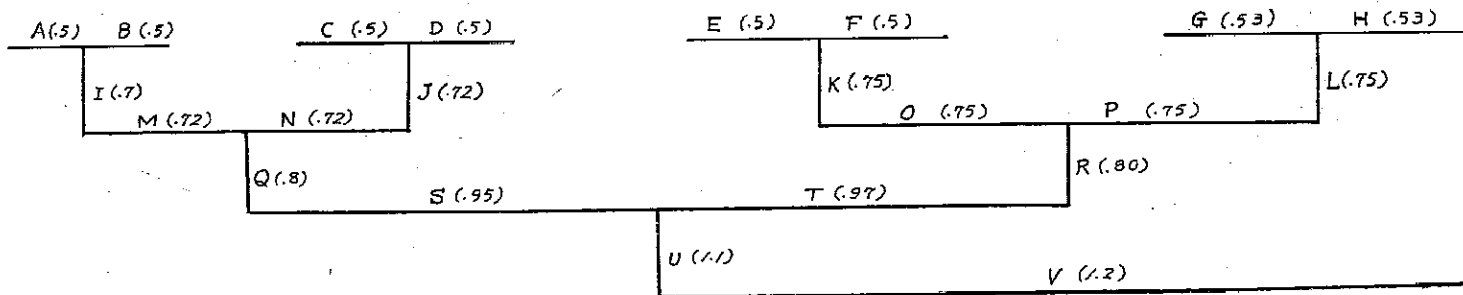 A(.5) B (.5) C (.5) D (.5) E (.5) F (.5) G (.53) H (.53)
I (.7) J (.72) K (.75) L (.75)
M (.72) N (.72) O (.75) P (.75)
Q (.8) R (.80)
S (.95) T (.97)
U (1.1) V (1.2)